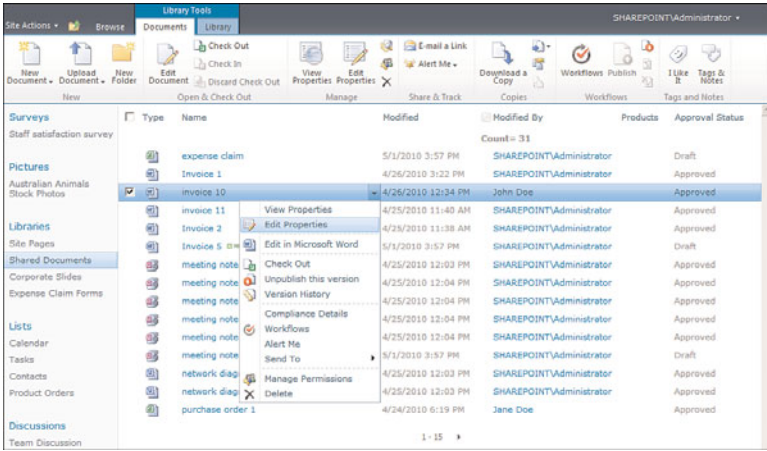 Library Tools
SHAREPOINT\Administrator
Site Actions Browse Documents Library
Check Out
Check In
Discard Check Out
E-mail a Link
Alert Me
New Document
Upload Document
New Folder
Edit Document
View Properties
Edit Properties
Download a Copy
Workflows
Publish
I Like It
Tags & Notes
New
Open & Check Out
Manage
Share & Track
Copies
Workflows
Tags and Notes
Surveys
Staff satisfaction survey
Pictures
Australian Animals
Stock Photos
Libraries
Site Pages
Shared Documents
Corporate Slides
Expense Claim Forms
Lists
Calendar
Tasks
Contacts
Product Orders
Discussions
Team Discussion
Type Name Modified Modified By Products Approval Status
Count= 31
expense claim 5/1/2010 3:57 PM SHAREPOINT\Administrator Draft
Invoice 1 4/26/2010 3:22 PM SHAREPOINT\Administrator Approved
invoice 10 4/26/2010 12:34 PM John Doe Approved
invoice 11 4/25/2010 11:40 AM SHAREPOINT\Administrator Approved
Invoice 2 4/25/2010 11:38 AM SHAREPOINT\Administrator Approved
Invoice 5 5/1/2010 3:57 PM SHAREPOINT\Administrator Draft
meeting note 4/25/2010 12:03 PM SHAREPOINT\Administrator Approved
meeting note 4/25/2010 12:04 PM SHAREPOINT\Administrator Approved
meeting note 4/25/2010 12:04 PM SHAREPOINT\Administrator Approved
meeting note 4/25/2010 12:04 PM SHAREPOINT\Administrator Approved
meeting note 4/25/2010 12:04 PM SHAREPOINT\Administrator Approved
meeting note 5/1/2010 3:57 PM SHAREPOINT\Administrator Draft
network diag 4/25/2010 12:03 PM SHAREPOINT\Administrator Approved
network diag 4/25/2010 12:03 PM SHAREPOINT\Administrator Approved
purchase order 1 4/24/2010 6:19 PM Jane Doe Approved
1 - 15
View Properties
Edit Properties
Edit in Microsoft Word
Check Out
Unpublish this version
Version History
Compliance Details
Workflows
Alert Me
Send To
Manage Permissions
Delete